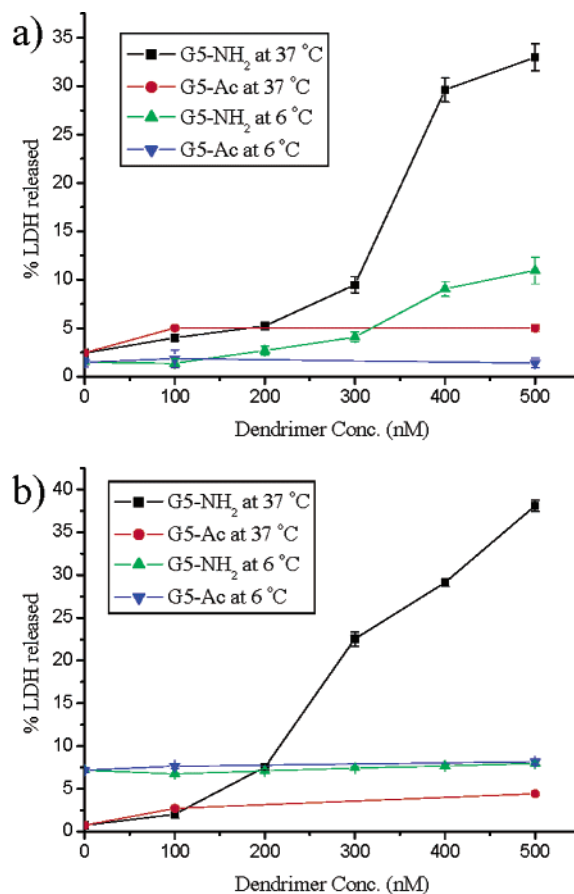 a)
G5-NH₂ at 37 °C
G5-Ac at 37 °C
G5-NH₂ at 6 °C
G5-Ac at 6 °C
% LDH released
35
30
25
20
15
10
5
0
0 100 200 300 400 500
Dendrimer Conc. (nM)
b)
G5-NH₂ at 37 °C
G5-Ac at 37 °C
G5-NH₂ at 6 °C
G5-Ac at 6 °C
% LDH released
40
35
30
25
20
15
10
5
0
0 100 200 300 400 500
Dendrimer Conc. (nM)